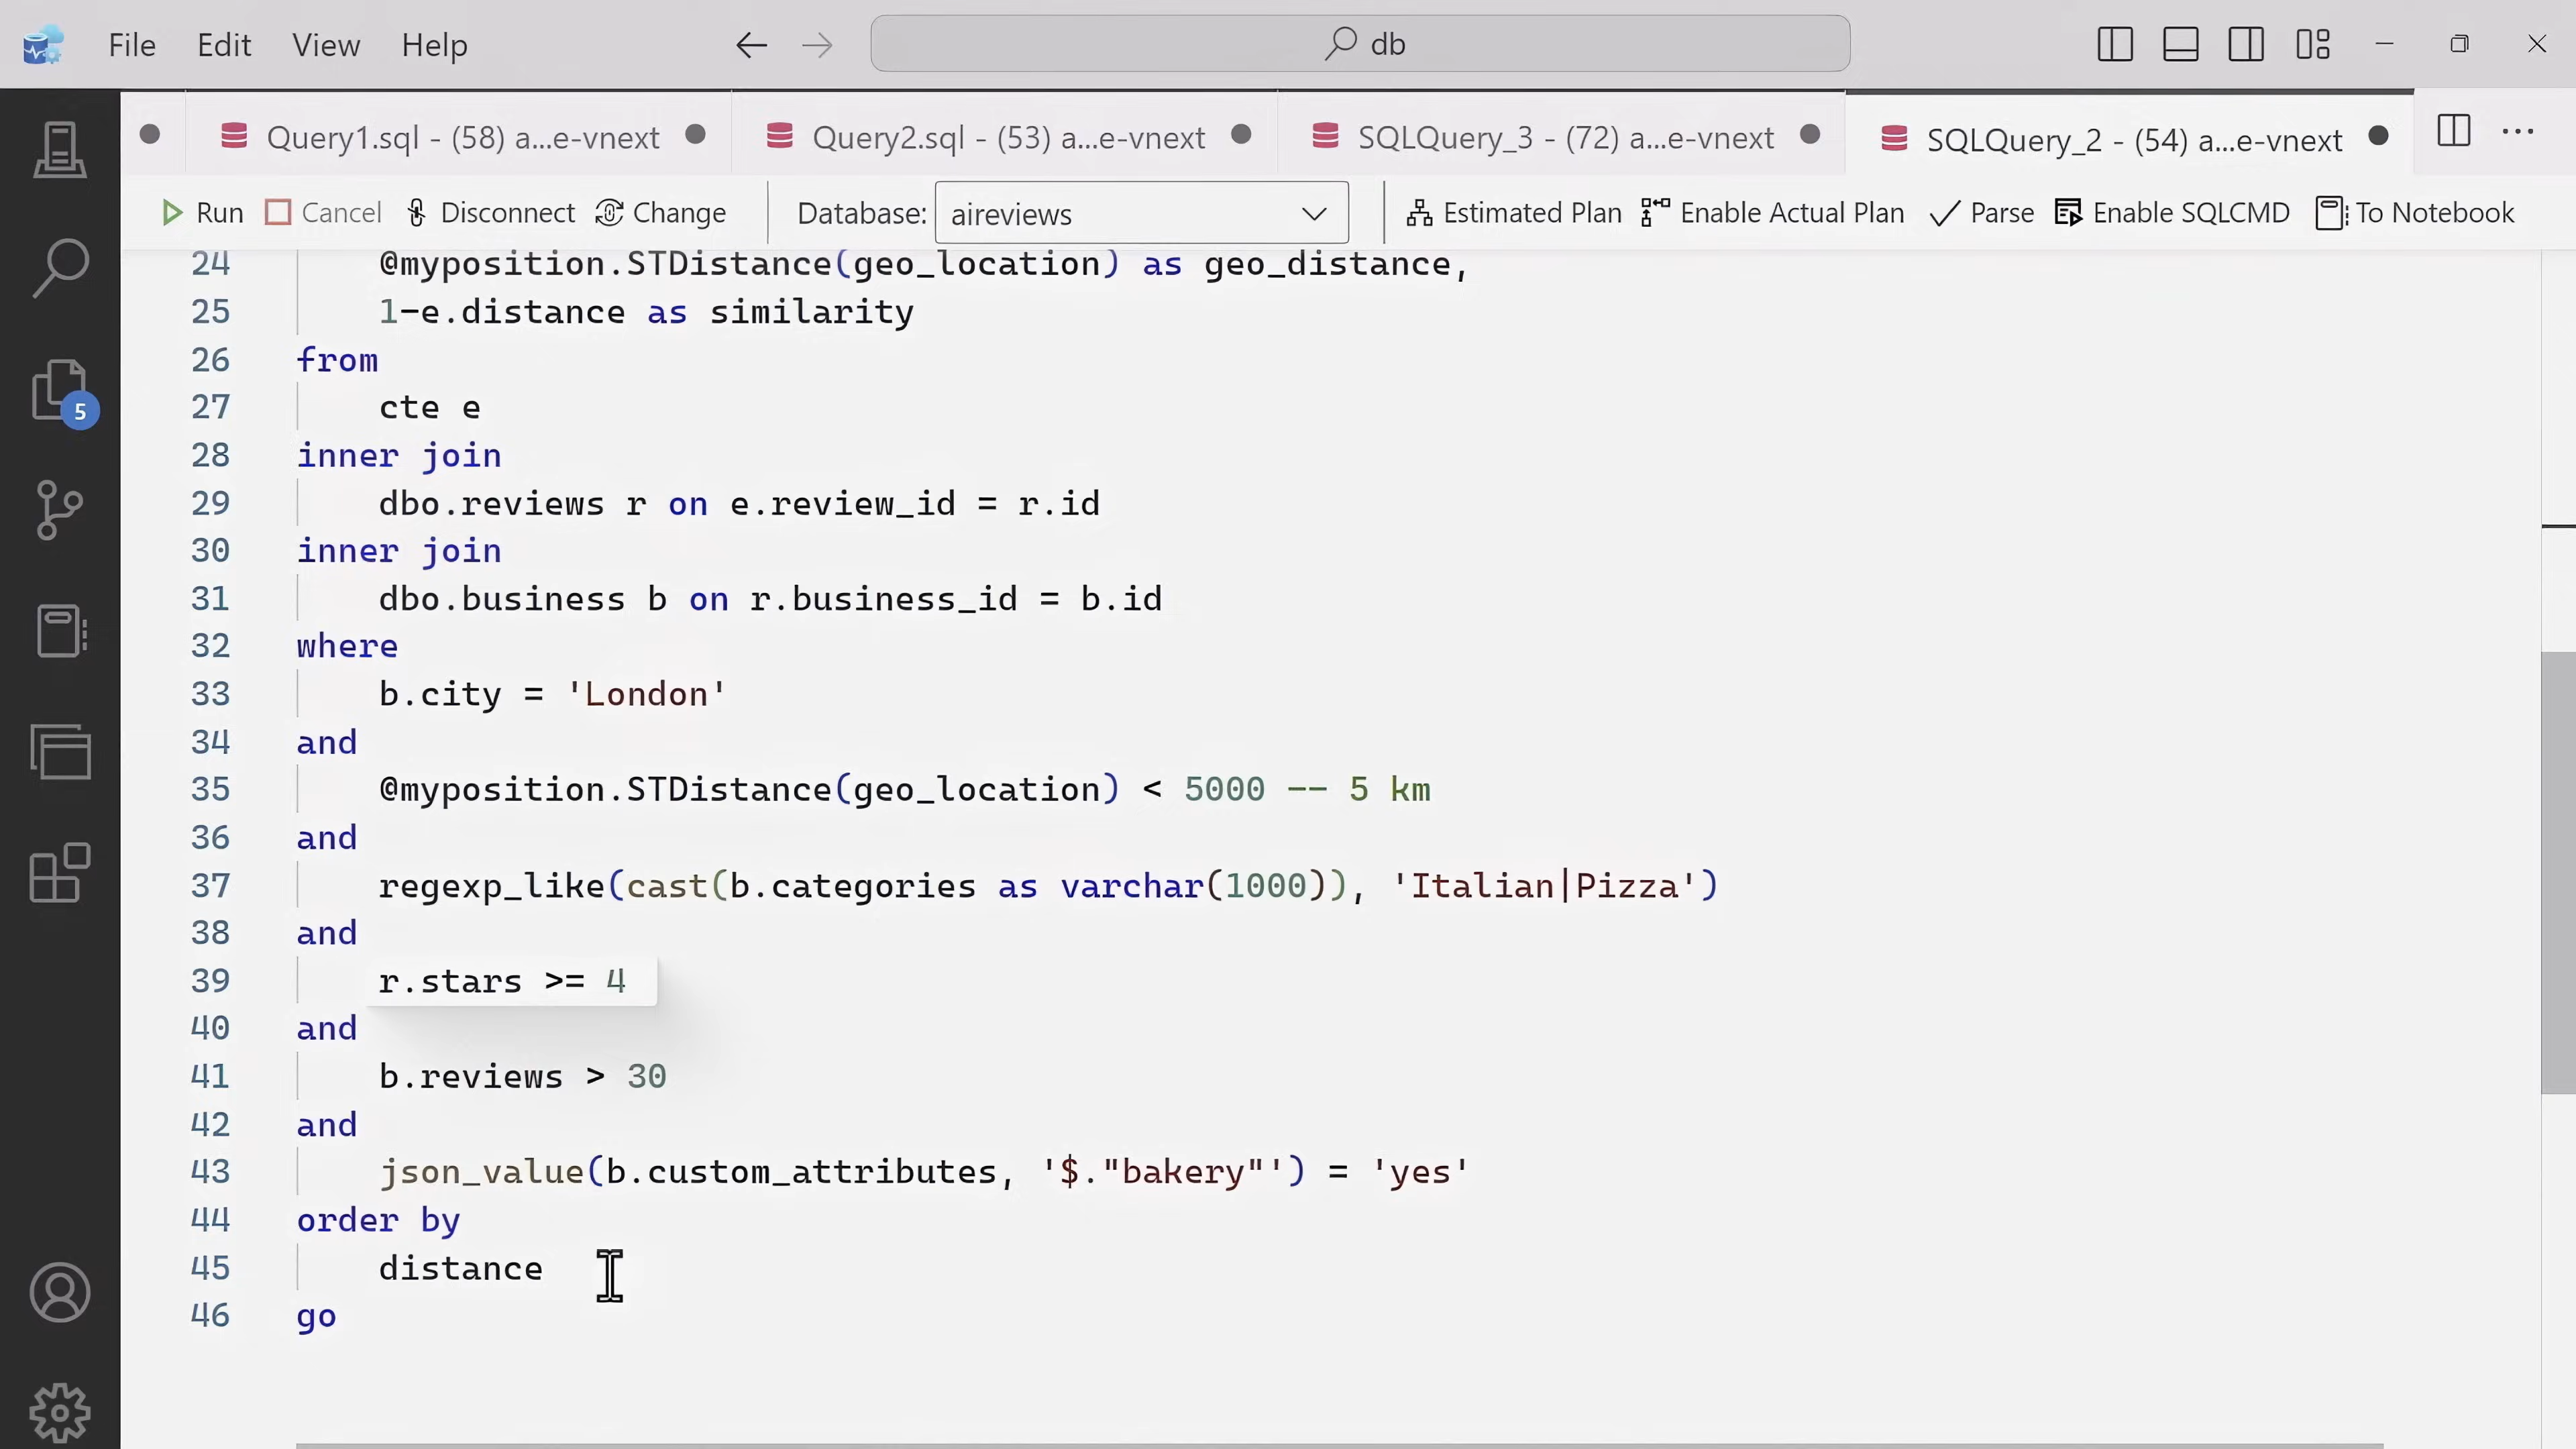 File Edit View Help db
Query1.sql - (58) a...e-vnext Query2.sql - (53) a...e-vnext SQLQuery_3 - (72) a...e-vnext SQLQuery_2 - (54) a...e-vnext ...
Run Cancel Disconnect Change Database: aireviews Estimated Plan Enable Actual Plan Parse Enable SQLCMD To Notebook
24 @myposition.STDistance(geo_location) as geo_distance,
25 1-e.distance as similarity
26 from
27 cte e
28 inner join
29 dbo.reviews r on e.review_id = r.id
30 inner join
31 dbo.business b on r.business_id = b.id
32 where
33 b.city = 'London'
34 and
35 @myposition.STDistance(geo_location) < 5000 -- 5 km
36 and
37 regexp_like(cast(b.categories as varchar(1000)), 'Italian|Pizza')
38 and
39 r.stars >= 4
40 and
41 b.reviews > 30
42 and
43 json_value(b.custom_attributes, '$."bakery"') = 'yes'
44 order by
45 distance
46 go
5